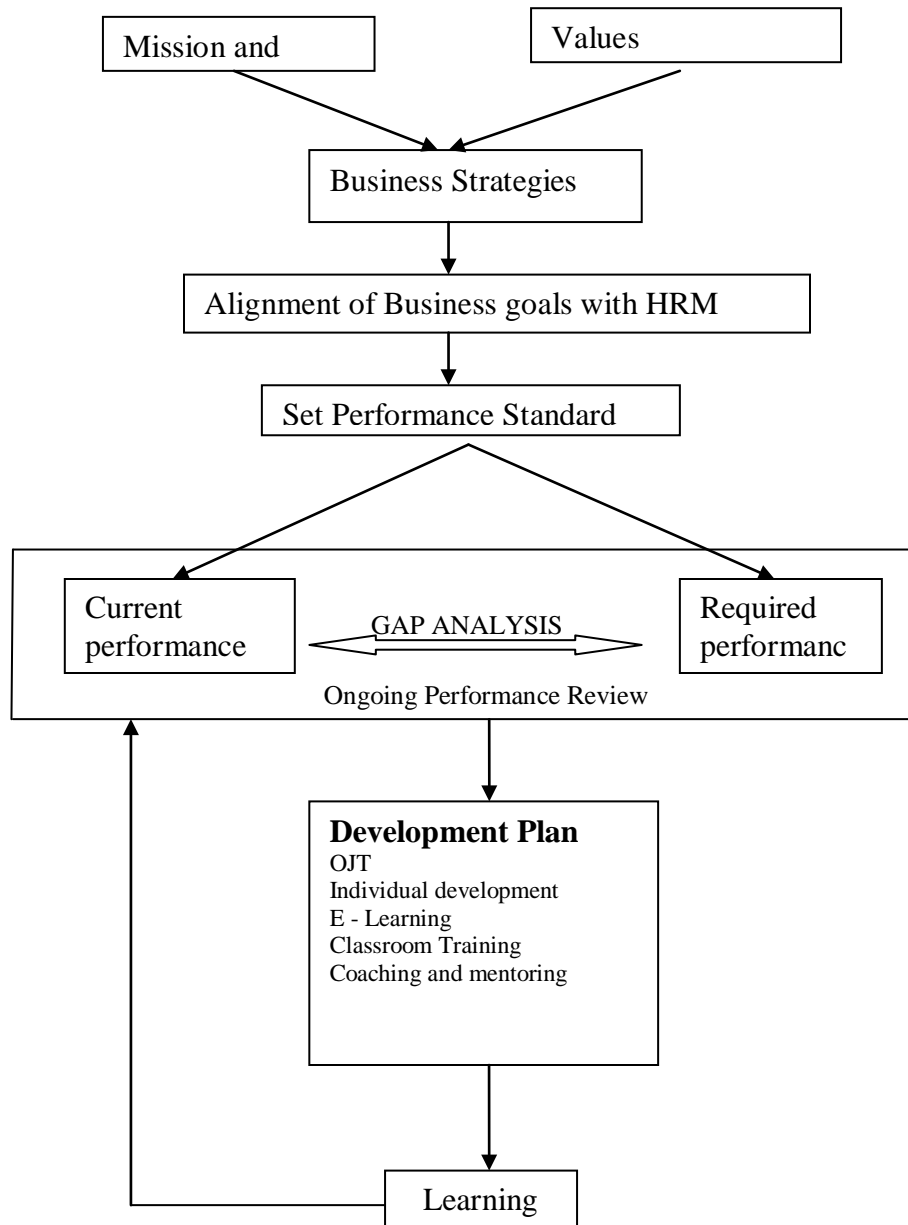 Mission and
Values
Business Strategies
Alignment of Business goals with HRM
Set Performance Standard
Current
performance
GAP ANALYSIS
Required
performanc
Ongoing Performance Review
Development Plan
OJT
Individual development
E - Learning
Classroom Training
Coaching and mentoring
Learning